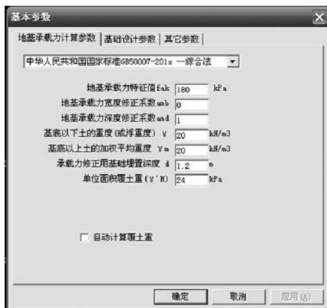 基本参数
地基承载力计算参数 基础设计参数 其它参数
中华人民共和国国家标准GB50007-201x --综合法
地基承载力特征值fak 180 kPa
地基承载力宽度修正系数amb 0
地基承载力深度修正系数amd 1
基底以下土的重度(或浮重度) γ 20 kN/m3
基底以上土的加权平均重度 γm 20 kN/m3
承载力修正用基础埋置深度 d 1.2 m
单位面积覆土重(γ'H) 24 kPa
自动计算覆土重
确定 取消 应用(A)